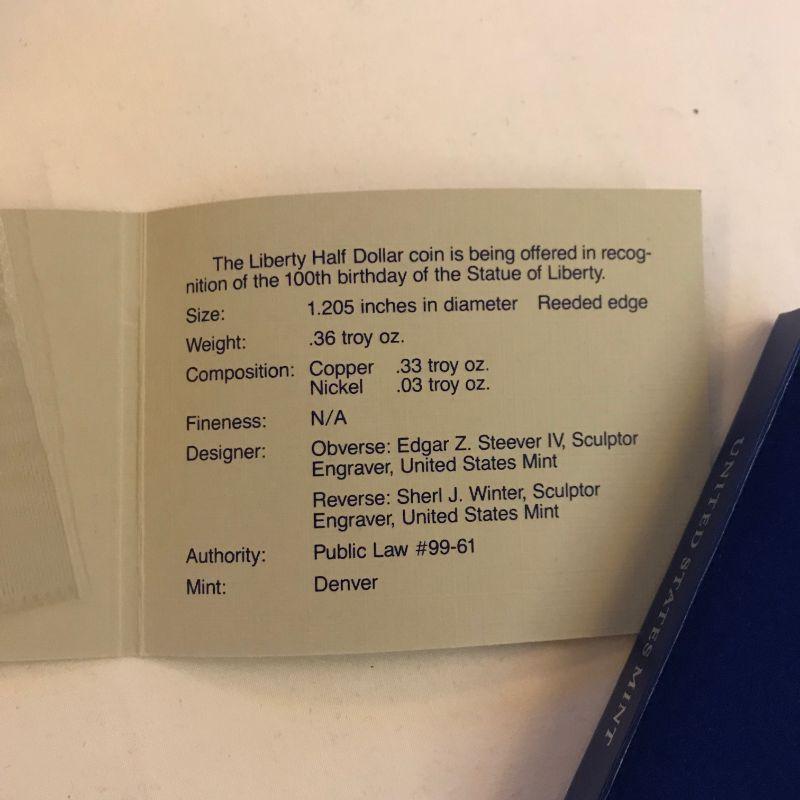 The Liberty Half Dollar coin is being offered in recog-
nition of the 100th birthday of the Statue of Liberty.
Size: 1.205 inches in diameter Reeded edge
Weight: .36 troy oz.
Composition: Copper .33 troy oz.
Nickel .03 troy oz.
Fineness: N/A
Designer: Obverse: Edgar Z. Steever IV, Sculptor
Engraver, United States Mint
Reverse: Sherl J. Winter, Sculptor
Engraver, United States Mint
Authority: Public Law #99-61
Mint: Denver
UNITED STATES MINT